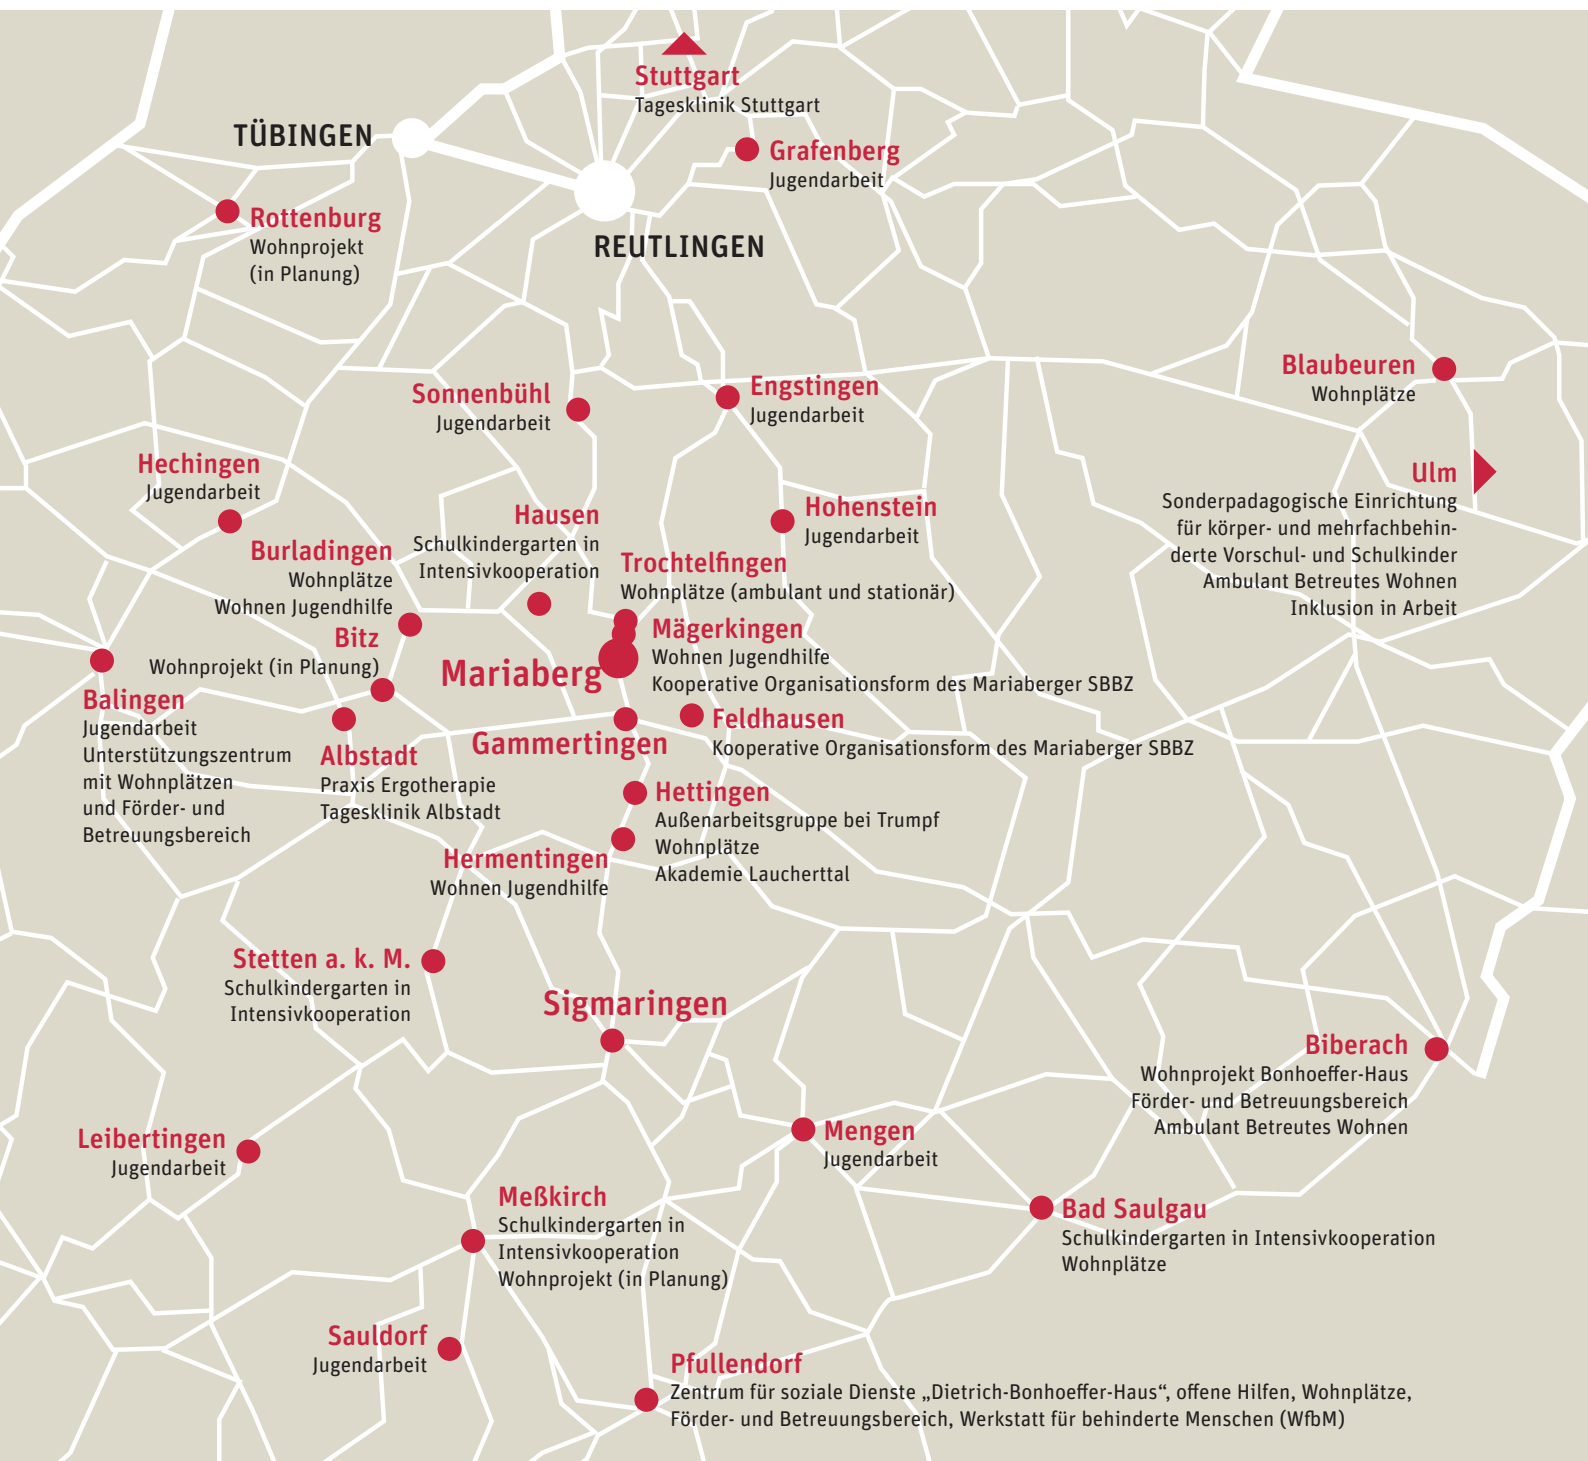 Stuttgart
Tagesklinik Stuttgart
TÜBINGEN
Grafenberg
Jugendarbeit
Rottenburg
Wohnprojekt
(in Planung)
REUTLINGEN
Blaubeuren
Wohnplätze
Sonnenbühl
Jugendarbeit
Engstingen
Jugendarbeit
Hechingen
Jugendarbeit
Ulm
Sonderpadagogische Einrichtung
für körper- und mehrfachbehin-
derte Vorschul- und Schulkinder
Ambulant Betreutes Wohnen
Inklusion in Arbeit
Hausen
Schulkindergarten in
Intensivkooperation
Hohenstein
Jugendarbeit
Burladingen
Wohnplätze
Wohnen Jugendhilfe
Trochtelfingen
Wohnplätze (ambulant und stationär)
Bitz
Wohnprojekt (in Planung)
Mägerkingen
Wohnen Jugendhilfe
Kooperative Organisationsform des Mariaberger SBBZ
Mariaberg
Balingen
Jugendarbeit
Unterstützungszentrum
mit Wohnplätzen
und Förder- und
Betreuungsbereich
Albstadt
Praxis Ergotherapie
Tagesklinik Albstadt
Gammertingen
Feldhausen
Kooperative Organisationsform des Mariaberger SBBZ
Hettingen
Außenarbeitsgruppe bei Trumpf
Wohnplätze
Akademie Laucherttal
Hermentingen
Wohnen Jugendhilfe
Stetten a. k. M.
Schulkindergarten in
Intensivkooperation
Sigmaringen
Biberach
Wohnprojekt Bonhoeffer-Haus
Förder- und Betreuungsbereich
Ambulant Betreutes Wohnen
Leibertingen
Jugendarbeit
Mengen
Jugendarbeit
Meßkirch
Schulkindergarten in
Intensivkooperation
Wohnprojekt (in Planung)
Bad Saulgau
Schulkindergarten in Intensivkooperation
Wohnplätze
Sauldorf
Jugendarbeit
Pfullendorf
Zentrum für soziale Dienste „Dietrich-Bonhoeffer-Haus“, offene Hilfen, Wohnplätze,
Förder- und Betreuungsbereich, Werkstatt für behinderte Menschen (WfbM)